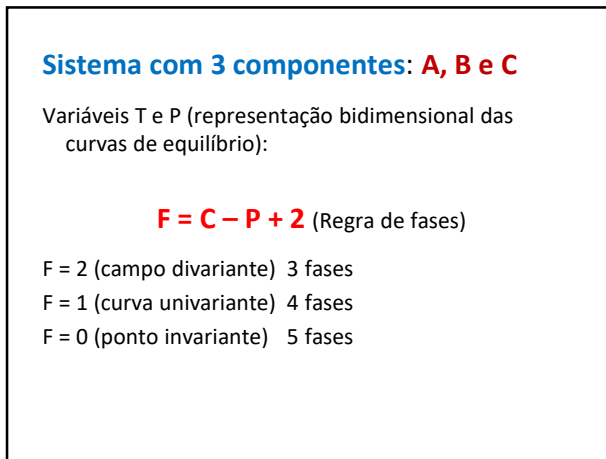 Sistema com 3 componentes: A, B e C
Variáveis T e P (representação bidimensional das
curvas de equilíbrio):
F = C – P + 2 (Regra de fases)
F = 2 (campo divariante) 3 fases
F = 1 (curva univariante) 4 fases
F = 0 (ponto invariante) 5 fases